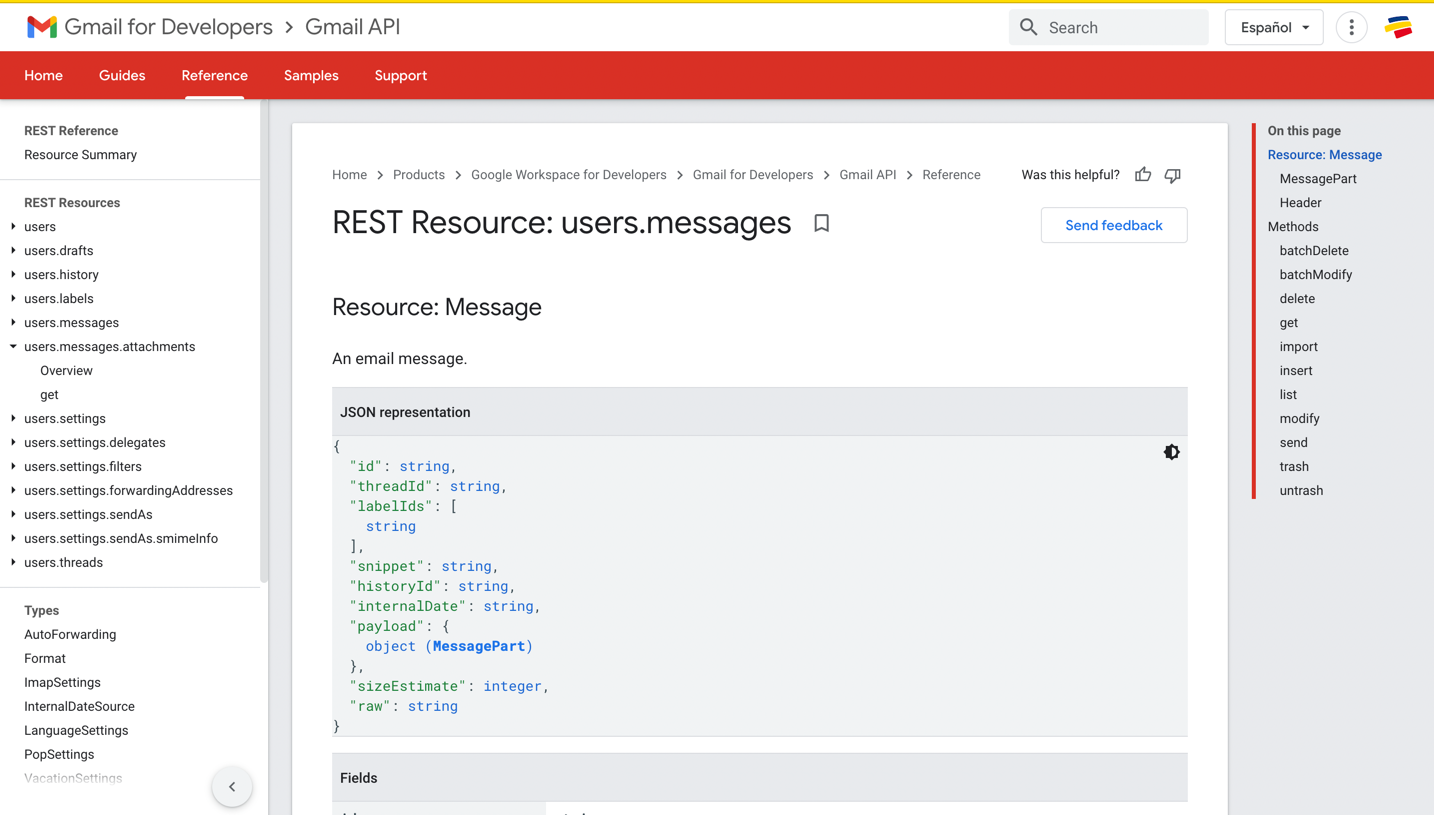 Gmail for Developers > Gmail API
Search
Español
Home
Guides
Reference
Samples
Support
REST Reference
Resource Summary
REST Resources
users
users.drafts
users.history
users.labels
users.messages
users.messages.attachments
Overview
get
users.settings
users.settings.delegates
users.settings.filters
users.settings.forwardingAddresses
users.settings.sendAs
users.settings.sendAs.smimeInfo
users.threads
Types
AutoForwarding
Format
ImapSettings
InternalDateSource
LanguageSettings
PopSettings
VacationSettings
Home > Products > Google Workspace for Developers > Gmail for Developers > Gmail API > Reference
Was this helpful?
REST Resource: users.messages
Send feedback
Resource: Message
An email message.
JSON representation
{
"id": string,
"threadId": string,
"labelIds": [
string
],
"snippet": string,
"historyId": string,
"internalDate": string,
"payload": {
object (MessagePart)
},
"sizeEstimate": integer,
"raw": string
}
Fields
On this page
Resource: Message
MessagePart
Header
Methods
batchDelete
batchModify
delete
get
import
insert
list
modify
send
trash
untrash